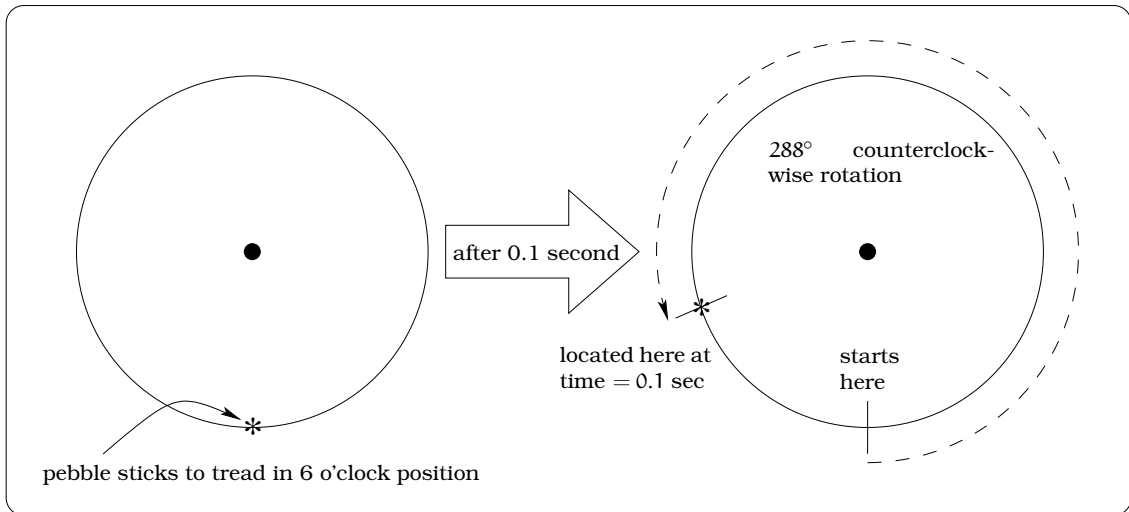 288° counterclock-
wise rotation
after 0.1 second
located here at
time = 0.1 sec
starts
here
pebble sticks to tread in 6 o'clock position